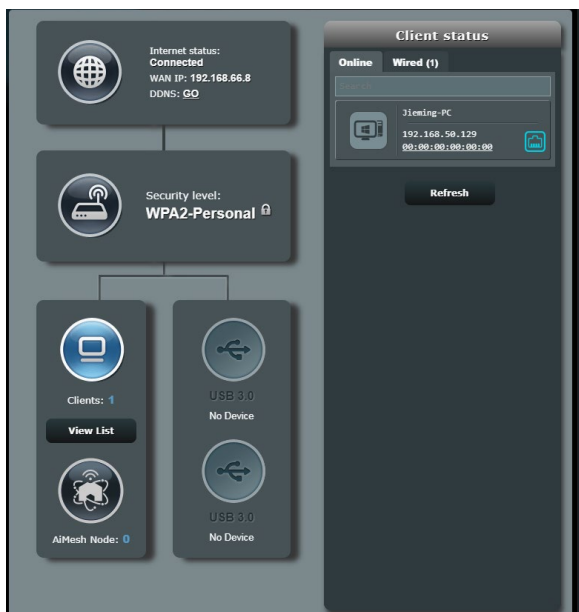 Internet status:
Connected
WAN IP: 192.168.66.8
DDNS: GO
Security level:
WPA2-Personal
Clients: 1
View List
AiMesh Node: 0
USB 3.0
No Device
USB 3.0
No Device
Client status
Online Wired (1)
Search
Jieming-PC
192.168.50.129
00:00:00:00:00:00
Refresh